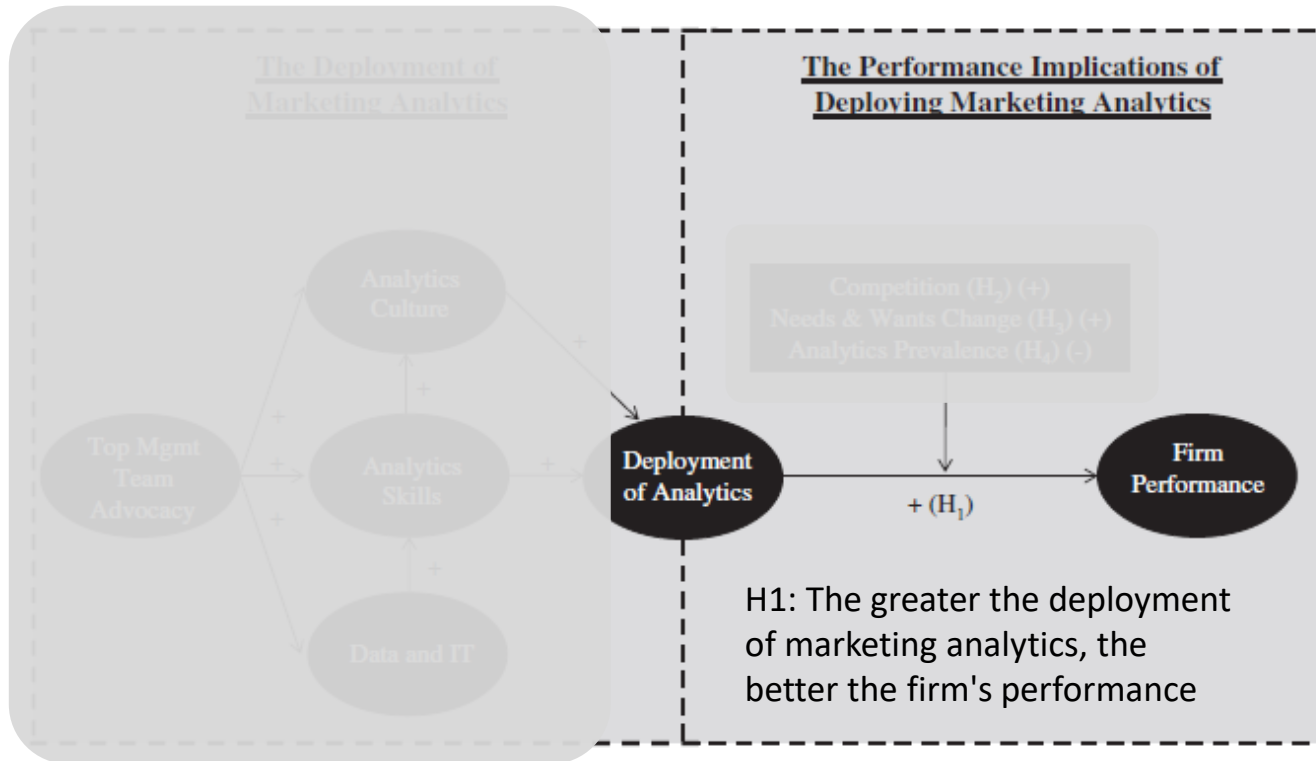 The Deployment of
Marketing Analytics
The Performance Implications of
Deploying Marketing Analytics
Analytics
Culture
Competition (H₂) (+)
Needs & Wants Change (H₃) (+)
Analytics Prevalence (H₄) (-)
+
+
+
Top Mgmt
Team
Advocacy
+
Analytics
Skills
+
Deployment
of Analytics
+ (H₁)
Firm
Performance
+
+
Data and IT
H1: The greater the deployment
of marketing analytics, the
better the firm's performance